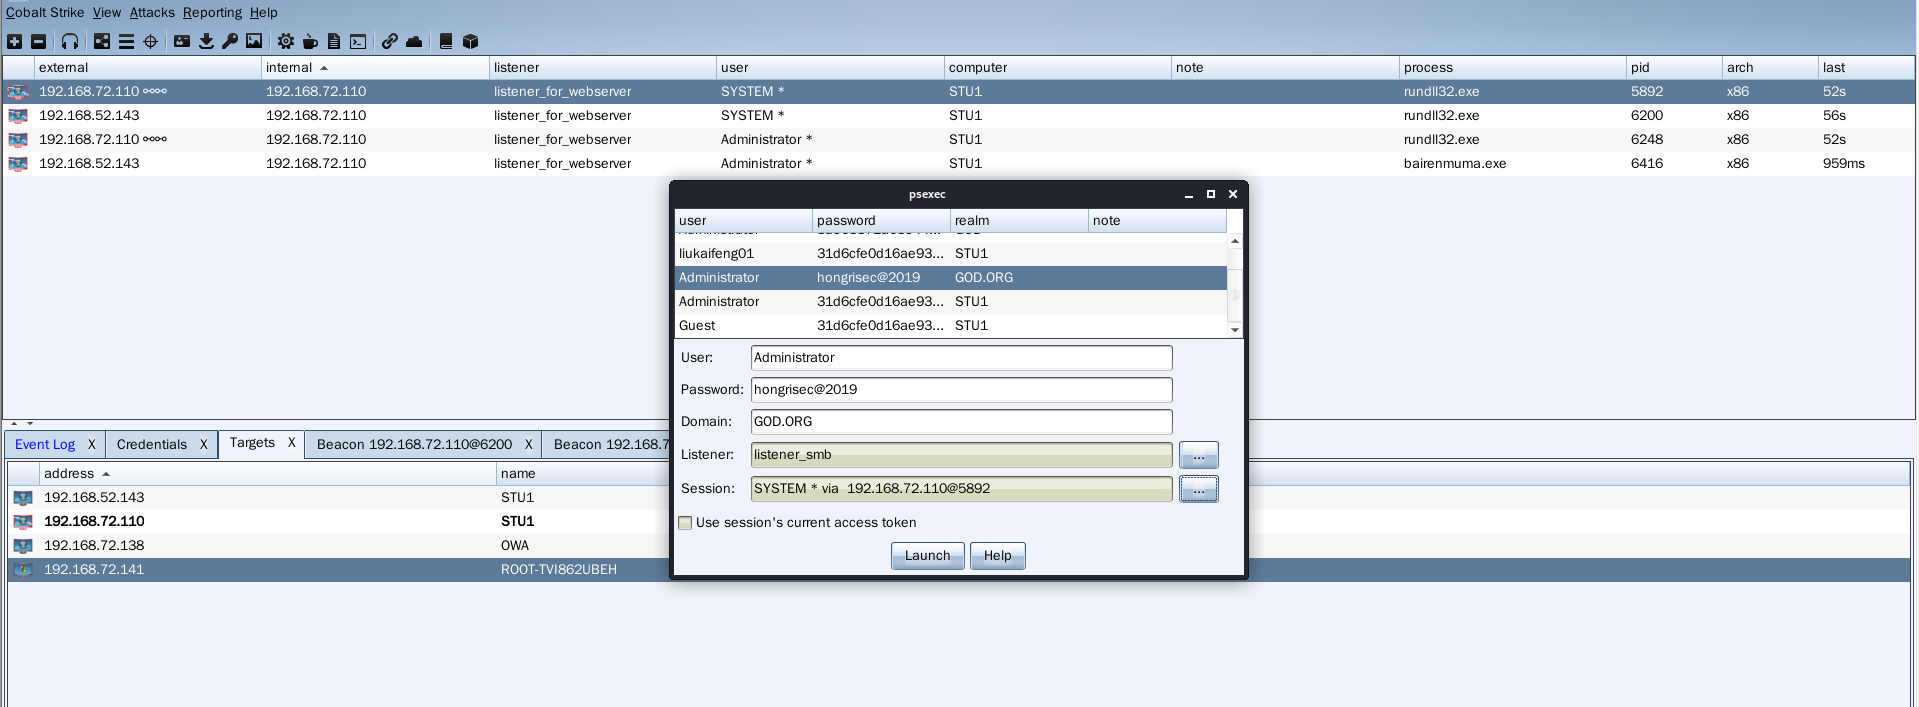 Cobalt Strike View Attacks Reporting Help
external internal listener user computer note process pid arch last
192.168.72.110 192.168.72.110 listener_for_webserver SYSTEM * STU1 rundll32.exe 5892 x86 52s
192.168.52.143 192.168.72.110 listener_for_webserver SYSTEM * STU1 rundll32.exe 6200 x86 56s
192.168.72.110 192.168.72.110 listener_for_webserver Administrator * STU1 rundll32.exe 6248 x86 52s
192.168.52.143 192.168.72.110 listener_for_webserver Administrator * STU1 bairenmuma.exe 6416 x86 959ms
psexec
user password realm note
liukaifeng01 31d6cfe0d16ae93... STU1
Administrator hongrisec@2019 GOD.ORG
Administrator 31d6cfe0d16ae93... STU1
Guest 31d6cfe0d16ae93... STU1
User: Administrator
Password: hongrisec@2019
Domain: GOD.ORG
Listener: listener_smb ...
Session: SYSTEM * via 192.168.72.110@5892 ...
Use session's current access token
Launch Help
Event Log X Credentials X Targets X Beacon 192.168.72.110@6200 X Beacon 192.168.7
address name
192.168.52.143 STU1
192.168.72.110 STU1
192.168.72.138 OWA
192.168.72.141 ROOT-TVI862UBEH